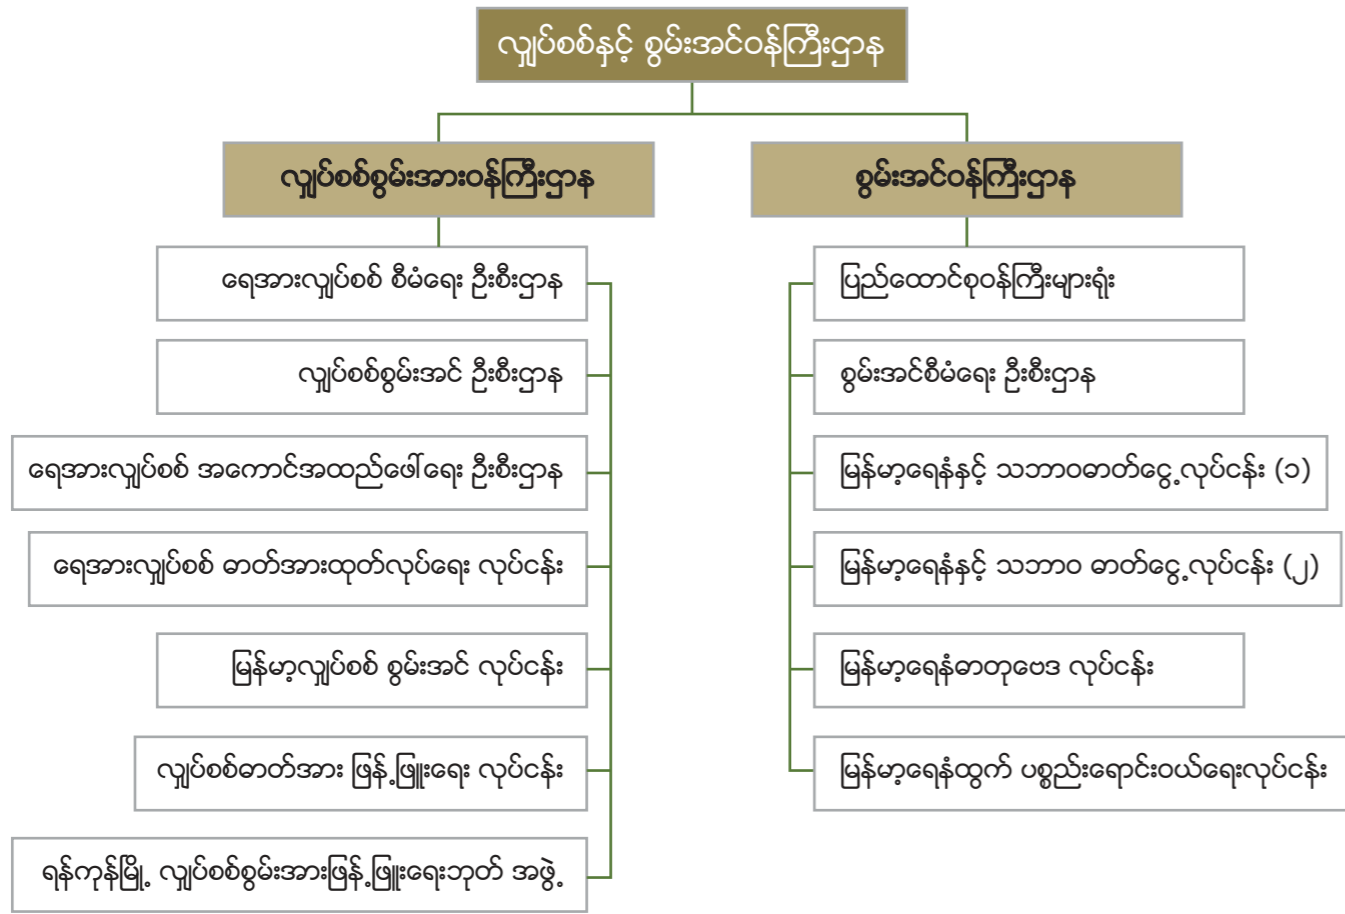 လျှပ်စစ်နှင့် စွမ်းအင်ဝန်ကြီးဌာန
လျှပ်စစ်စွမ်းအားဝန်ကြီးဌာန
ရေအားလျှပ်စစ် စီမံရေး ဦးစီးဌာန
လျှပ်စစ်စွမ်းအင် ဦးစီးဌာန
ရေအားလျှပ်စစ် အကောင်အထည်ဖေါ်ရေး ဦးစီးဌာန
ရေအားလျှပ်စစ် ဓာတ်အားထုတ်လုပ်ရေး လုပ်ငန်း
မြန်မာ့လျှပ်စစ် စွမ်းအင် လုပ်ငန်း
လျှပ်စစ်ဓာတ်အား ဖြန့်ဖြူးရေး လုပ်ငန်း
ရန်ကုန်မြို့ လျှပ်စစ်စွမ်းအားဖြန့်ဖြူးရေးဘုတ် အဖွဲ့
စွမ်းအင်ဝန်ကြီးဌာန
ပြည်ထောင်စုဝန်ကြီးများရုံး
စွမ်းအင်စီမံရေး ဦးစီးဌာန
မြန်မာ့ရေနံနှင့် သဘာဝဓာတ်ငွေ့လုပ်ငန်း (၁)
မြန်မာ့ရေနံနှင့် သဘာဝ ဓာတ်ငွေ့လုပ်ငန်း (၂)
မြန်မာ့ရေနံဓာတုဗေဒ လုပ်ငန်း
မြန်မာ့ရေနံထွက် ပစ္စည်းရောင်းဝယ်ရေးလုပ်ငန်း